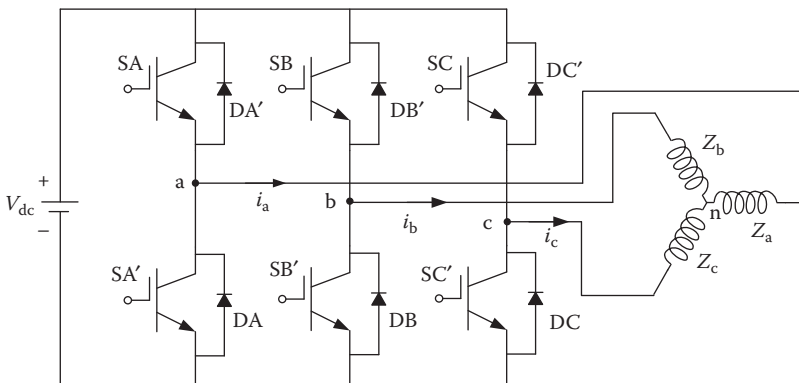 SA
SB
SC
DA′
DB′
DC′
Z_b
a
i_a
b
i_b
c
i_c
n
Z_a
Z_c
+
V_dc
−
SA′
SB′
SC′
DA
DB
DC